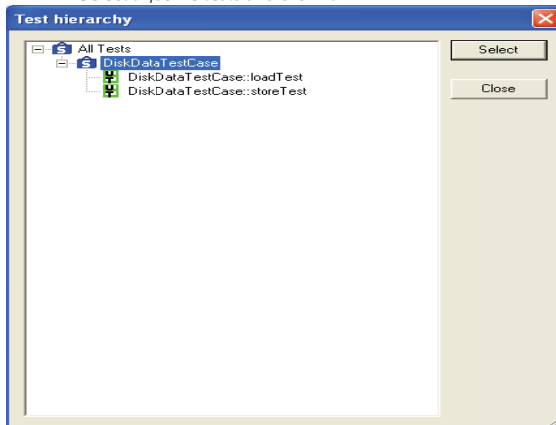 Test hierarchy
All Tests
DiskDataTestCase
DiskDataTestCase::loadTest
DiskDataTestCase::storeTest
Select
Close